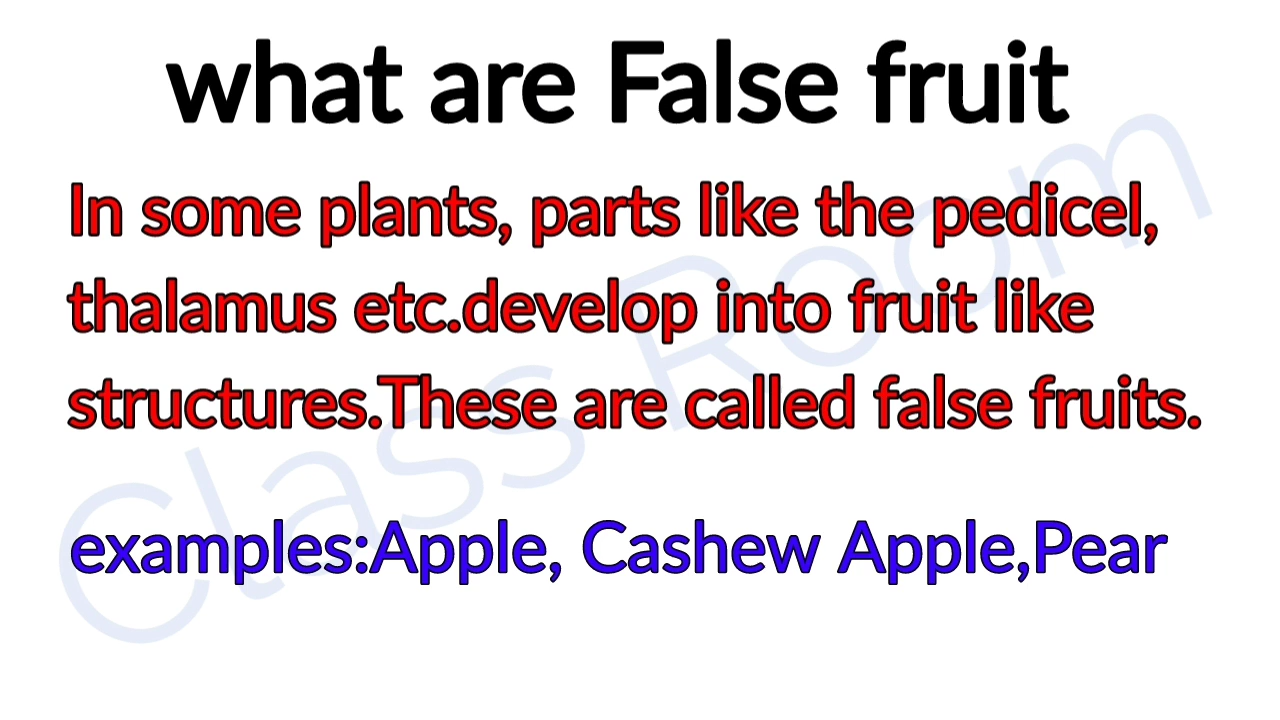 what are False fruit
In some plants, parts like the pedicel,
thalamus etc.develop into fruit like
structures.These are called false fruits.
examples:Apple, Cashew Apple,Pear
Class Room